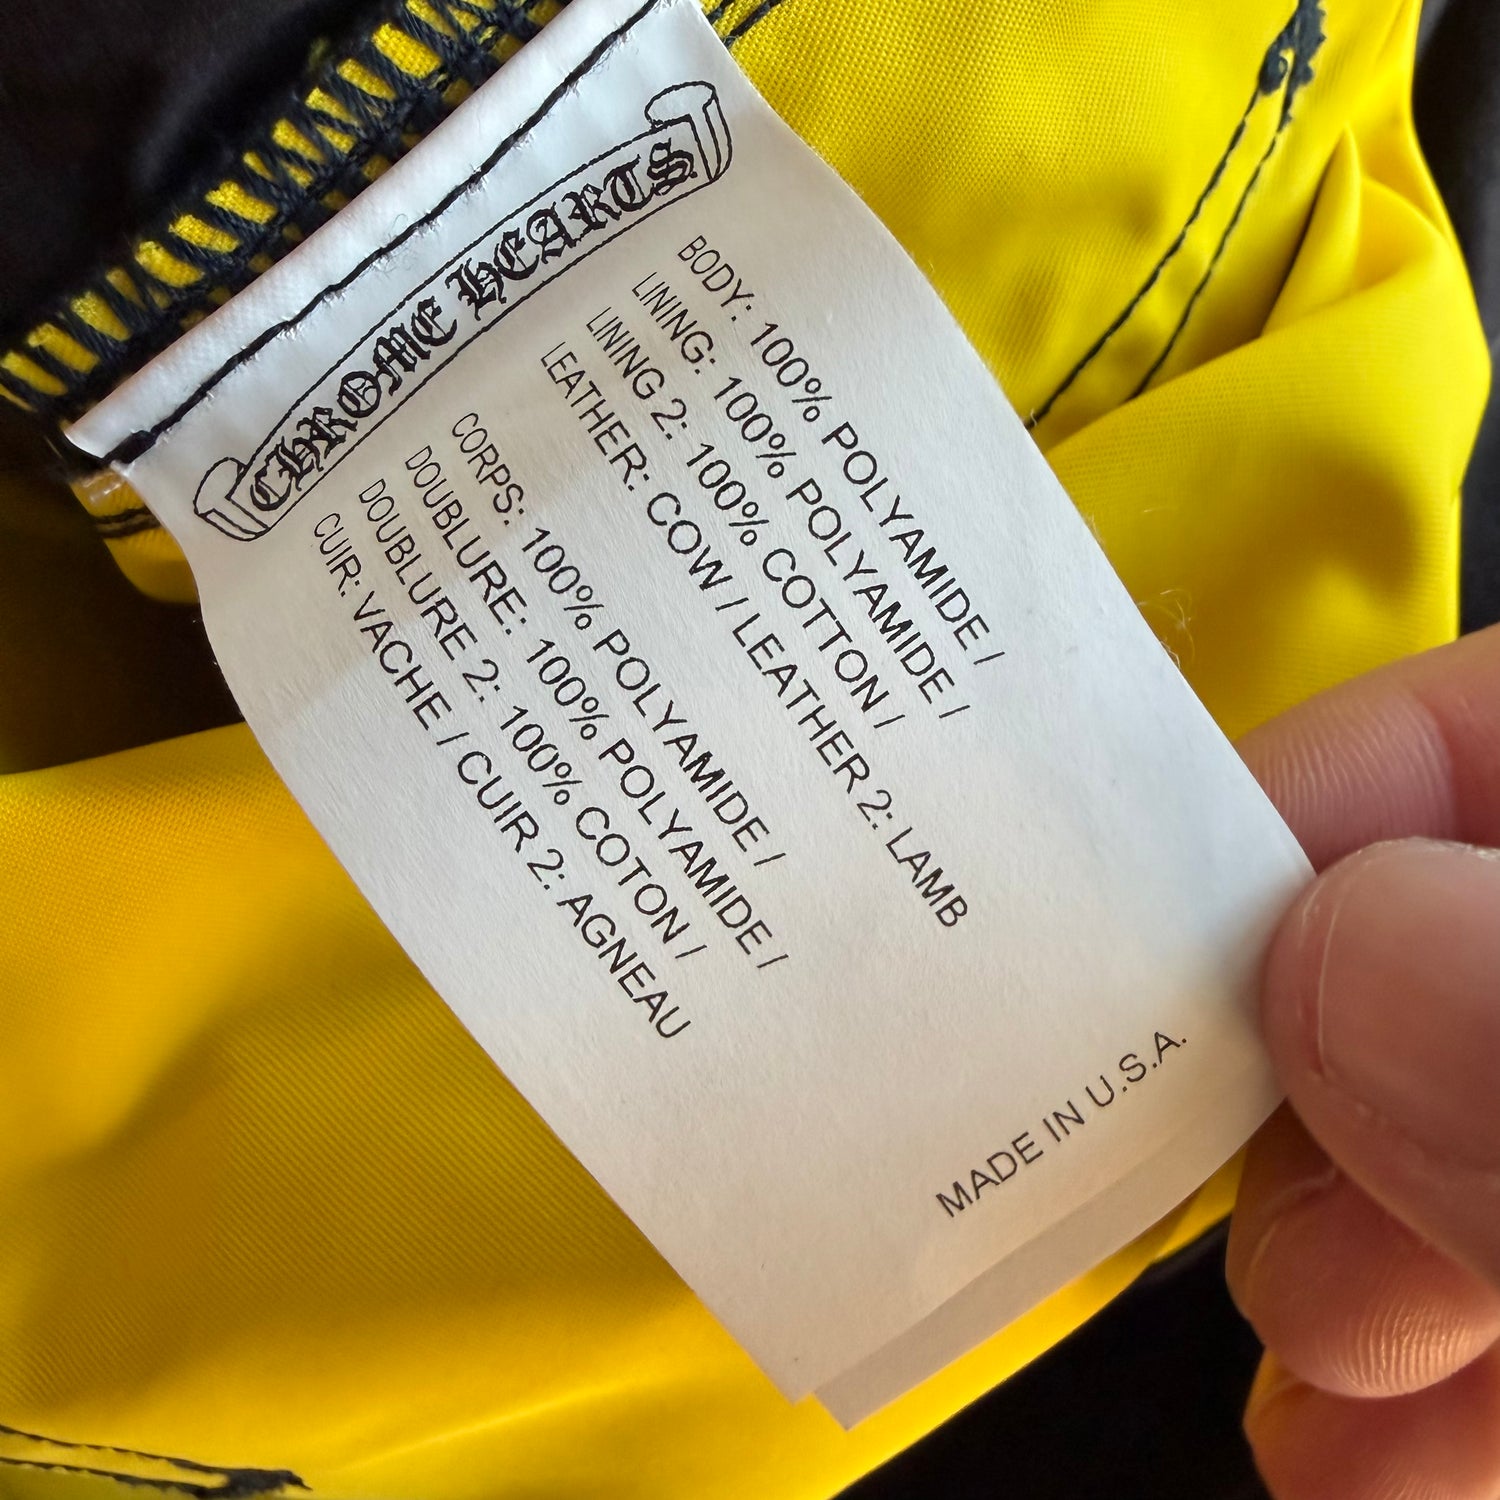 CHROME HEARTS
BODY: 100% POLYAMIDE /
LINING: 100% POLYAMIDE /
LINING 2: 100% COTTON /
LEATHER: COW / LEATHER 2: LAMB
CORPS: 100% POLYAMIDE /
DOUBLURE: 100% POLYAMIDE /
DOUBLURE 2: 100% COTON /
CUIR: VACHE / CUIR 2: AGNEAU
MADE IN U.S.A.